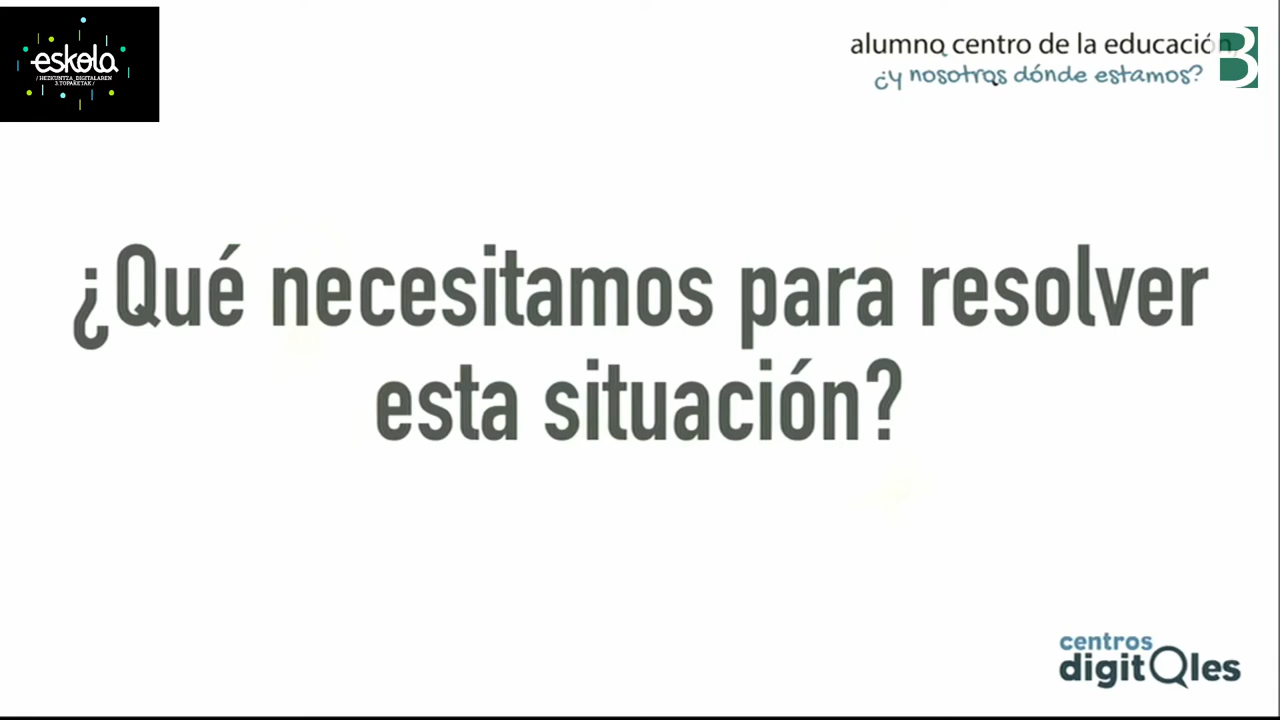 eskola
/ HEZKUNTZA_DIGITALAREN
3.TOPAKETAK /
alumno centro de la educación,
¿y nosotros dónde estamos?
B
¿Qué necesitamos para resolver
esta situación?
centros
digitales